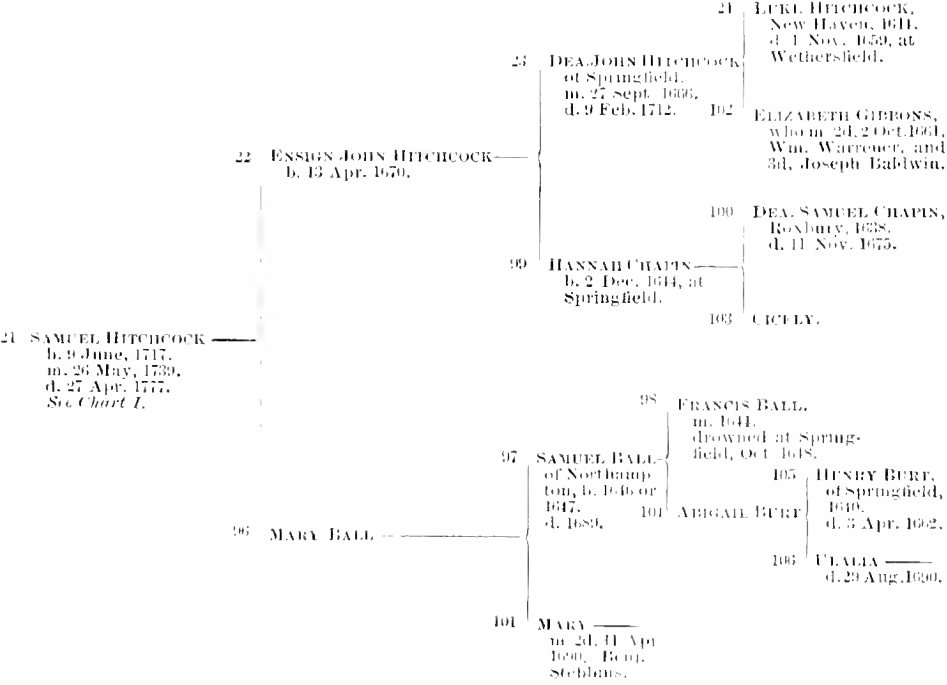 21 LUKE HITCHCOCK,
New Haven, 1644.
d. 1 Nov. 1659, at
Wethersfield.
23 DEA. JOHN HITCHCOCK
of Springfield.
m. 27 Sept. 1666.
d. 9 Feb. 1712.
102 ELIZABETH GIBBONS,
who m. 2d, 2 Oct. 1661,
Wm. Warrener, and
3d, Joseph Baldwin.
22 ENSIGN JOHN HITCHCOCK
b. 13 Apr. 1670.
100 DEA. SAMUEL CHAPIN,
Roxbury, 1638.
d. 11 Nov. 1675.
99 HANNAH CHAPIN
b. 2 Dec. 1644, at
Springfield.
103 CICELY.
21 SAMUEL HITCHCOCK
b. 9 June, 1717.
m. 26 May, 1739.
d. 27 Apr. 1777.
See Chart I.
98 FRANCIS BALL.
m. 1644.
drowned at Spring-
field, Oct. 1648.
97 SAMUEL BALL
of Northamp-
ton, b. 1646 or
1647.
d. 1689.
104 ABIGAIL BURT
105 HENRY BURT,
of Springfield,
1640.
d. 3 Apr. 1662.
106 ULALIA
d. 29 Aug. 1690.
96 MARY BALL
101 MARY
m. 2d, 11 Apr.
1690, Benj.
Stebbins.